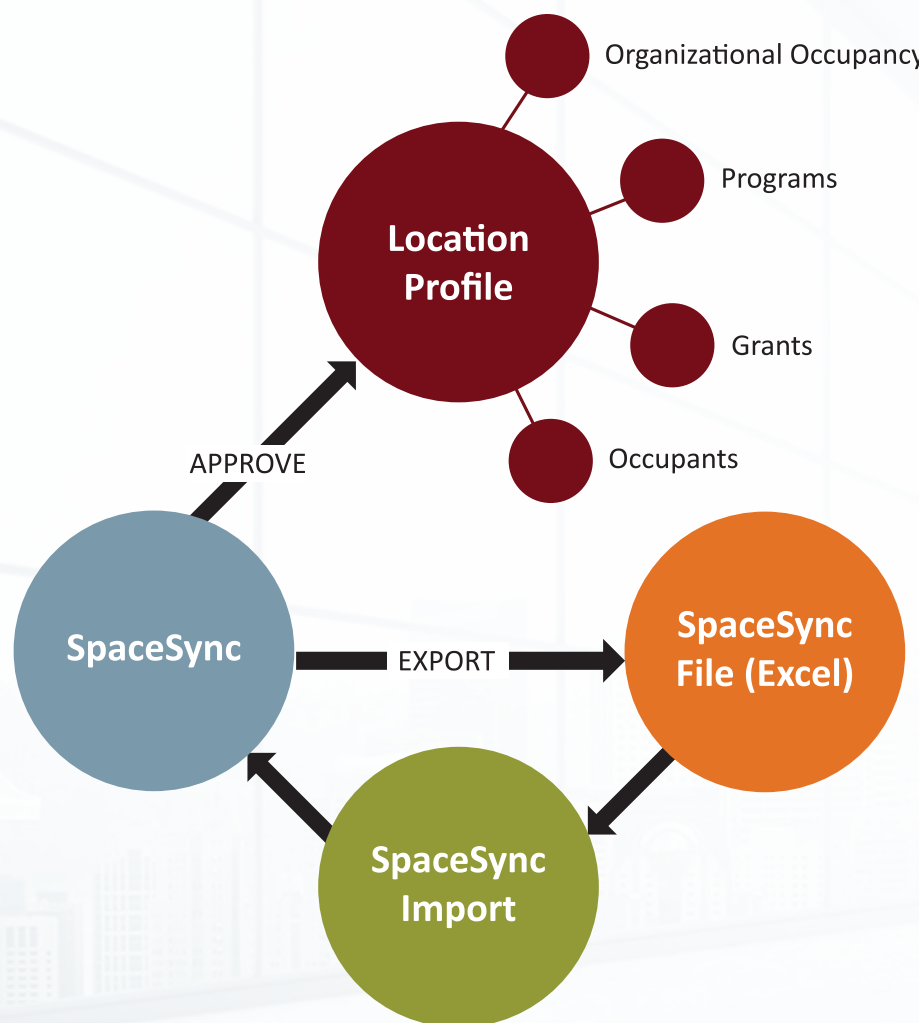 Organizational Occupancy
Programs
Location
Profile
Grants
Occupants
APPROVE
SpaceSync
EXPORT
SpaceSync
File (Excel)
SpaceSync
Import